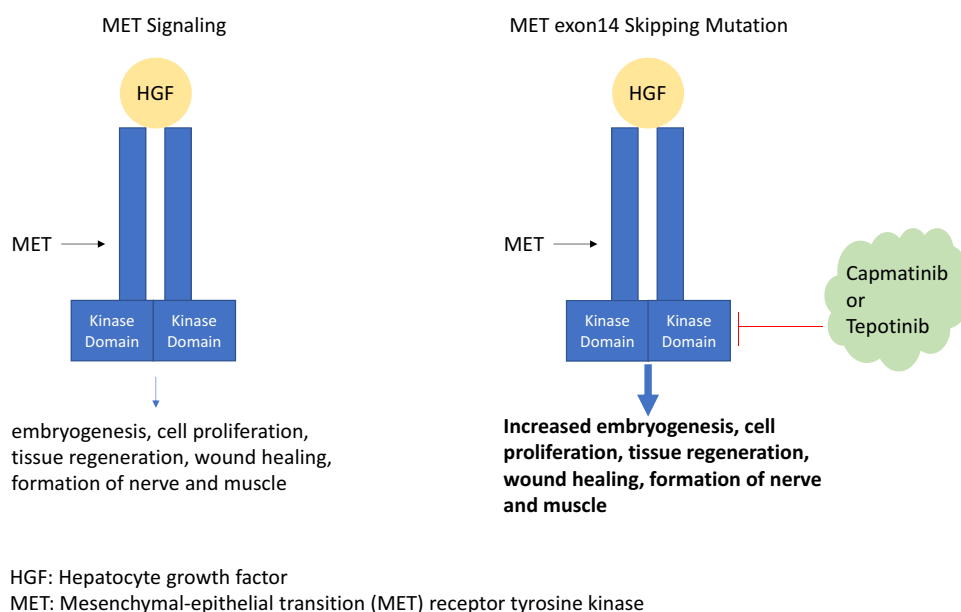 MET Signaling
HGF
MET
Kinase
Domain
Kinase
Domain
embryogenesis, cell proliferation,
tissue regeneration, wound healing,
formation of nerve and muscle
MET exon14 Skipping Mutation
HGF
MET
Kinase
Domain
Kinase
Domain
Capmatinib
or
Tepotinib
Increased embryogenesis, cell
proliferation, tissue regeneration,
wound healing, formation of nerve
and muscle
HGF: Hepatocyte growth factor
MET: Mesenchymal-epithelial transition (MET) receptor tyrosine kinase